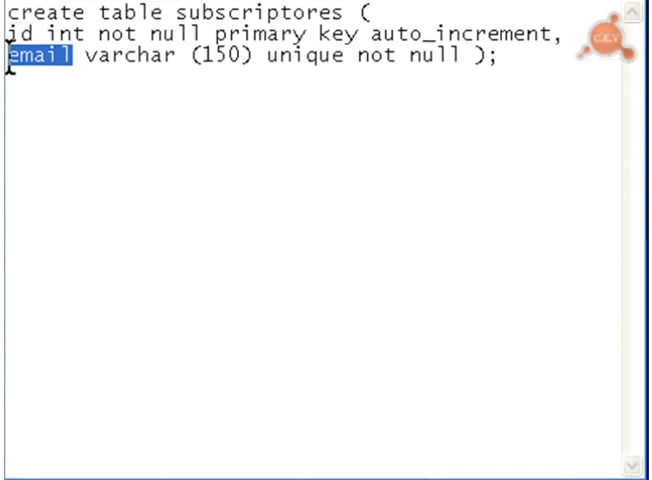 create table subscriptores (
id int not null primary key auto_increment,
email varchar (150) unique not null );
C.E.V